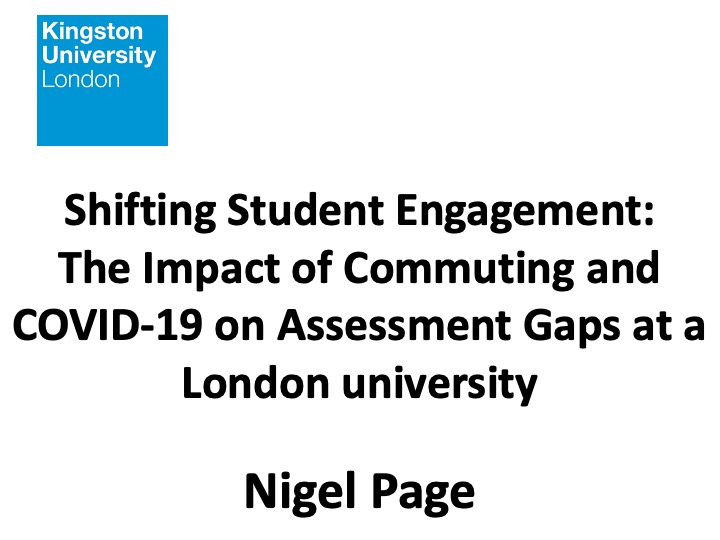 Kingston
University
London
Shifting Student Engagement:
The Impact of Commuting and
COVID-19 on Assessment Gaps at a
London university
Nigel Page